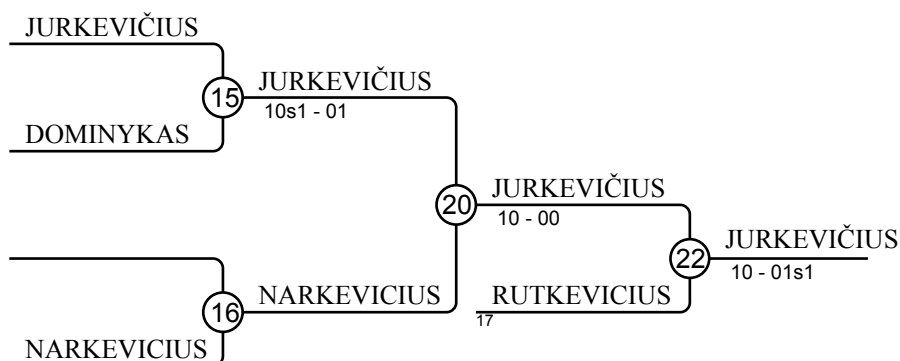 JURKEVIČIUS
15
JURKEVIČIUS
10s1 - 01
DOMINYKAS
20
JURKEVIČIUS
10 - 00
22
JURKEVIČIUS
10 - 01s1
16
NARKEVICIUS
RUTKEVICIUS
17
NARKEVICIUS